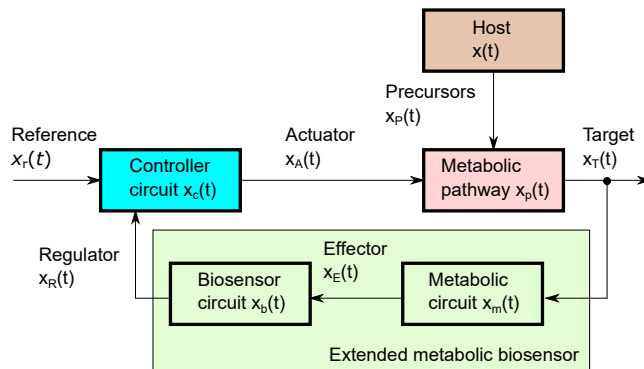 Host
x(t)
Precursors
x_P(t)
Reference
x_r(t)
Controller
circuit x_c(t)
Actuator
x_A(t)
Metabolic
pathway x_p(t)
Target
x_T(t)
Regulator
x_R(t)
Biosensor
circuit x_b(t)
Effector
x_E(t)
Metabolic
circuit x_m(t)
Extended metabolic biosensor